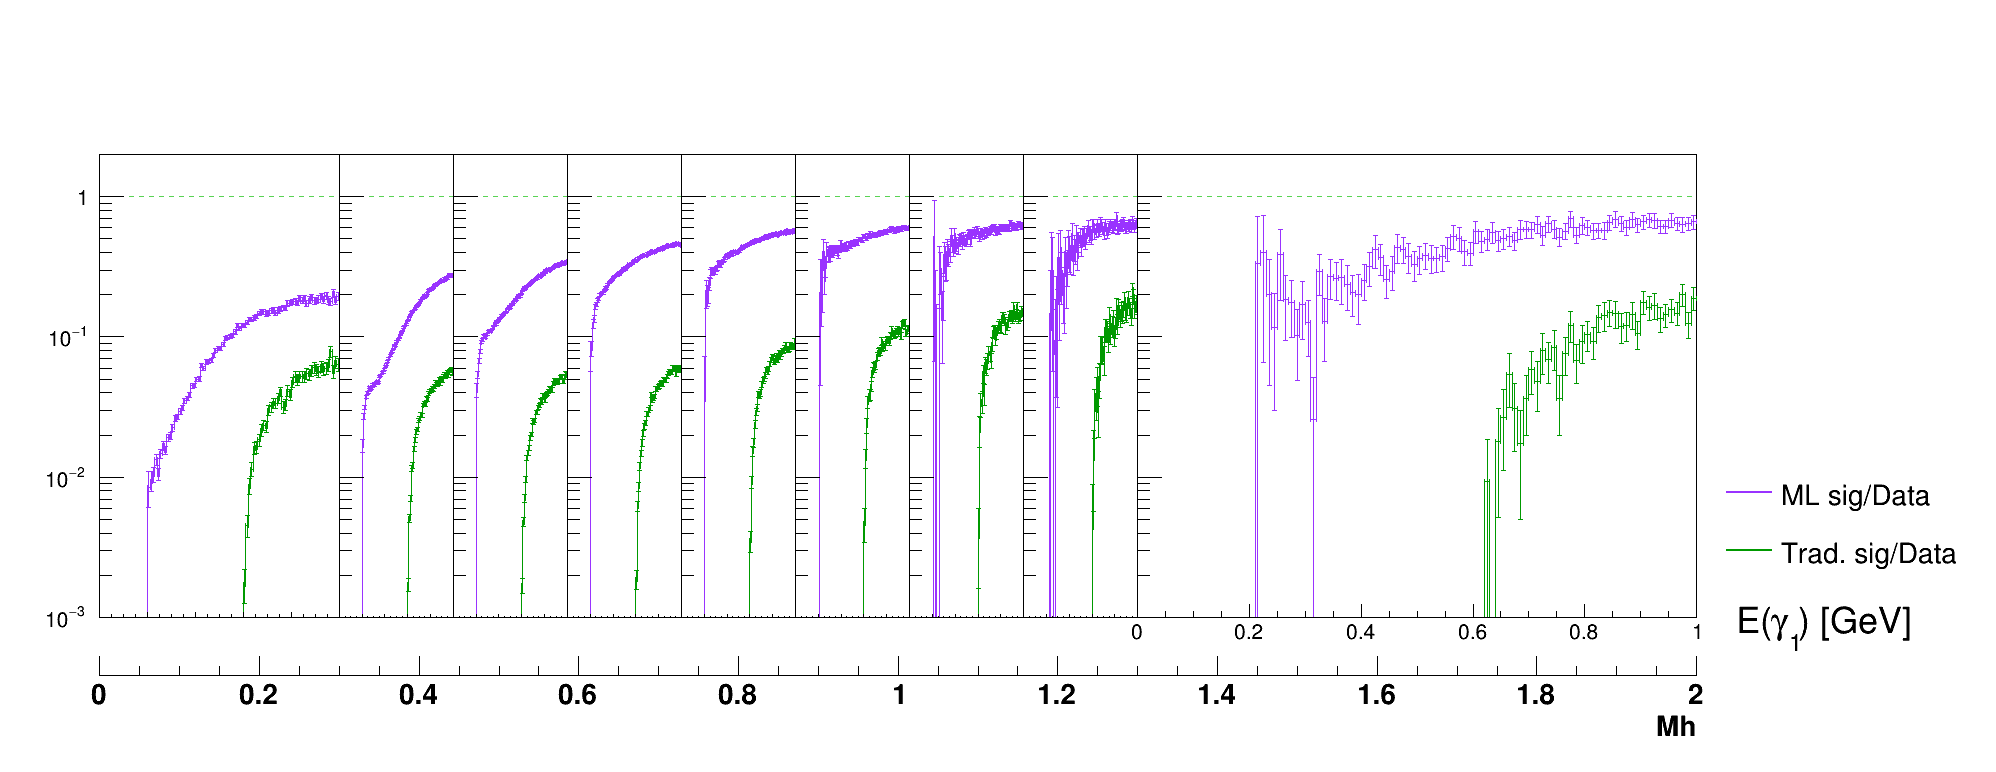 1
10⁻¹
10⁻²
10⁻³
ML sig/Data
Trad. sig/Data
0 0.2 0.4 0.6 0.8 1
E(γ₁) [GeV]
0 0.2 0.4 0.6 0.8 1 1.2 1.4 1.6 1.8 2
Mh